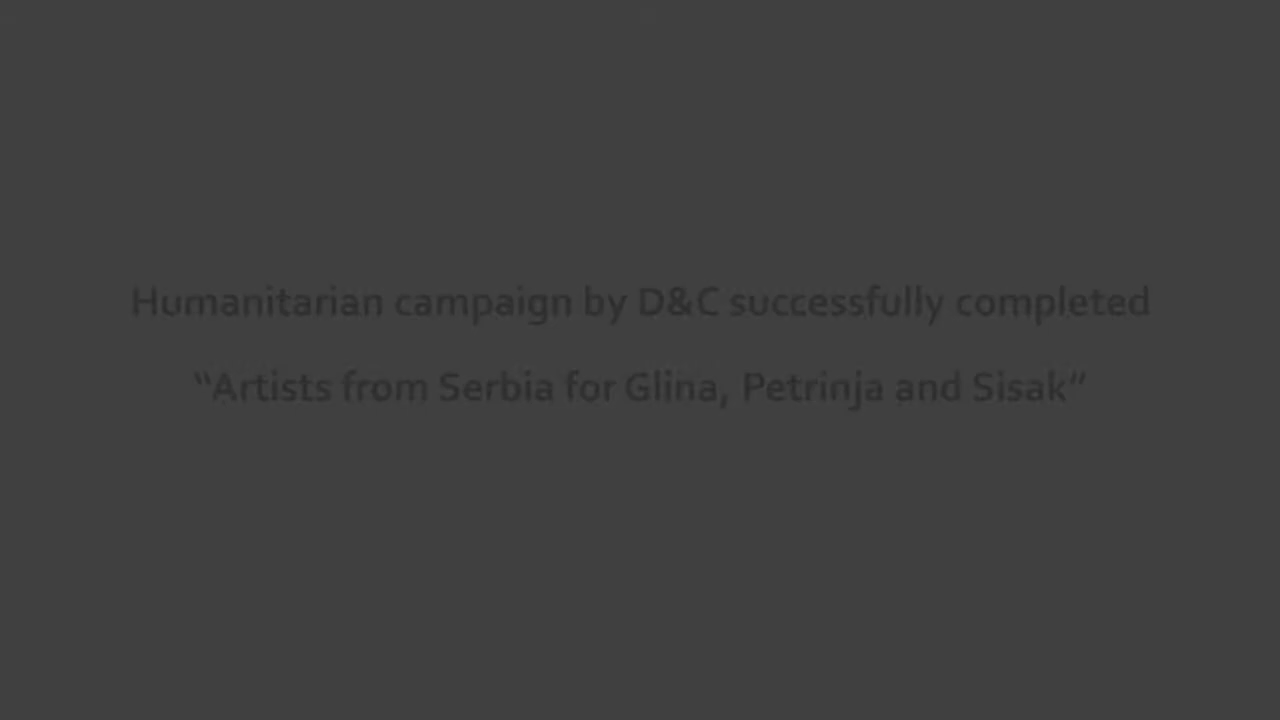 Humanitarian campaign by D&C successfully completed
“Artists from Serbia for Glina, Petrinja and Sisak”